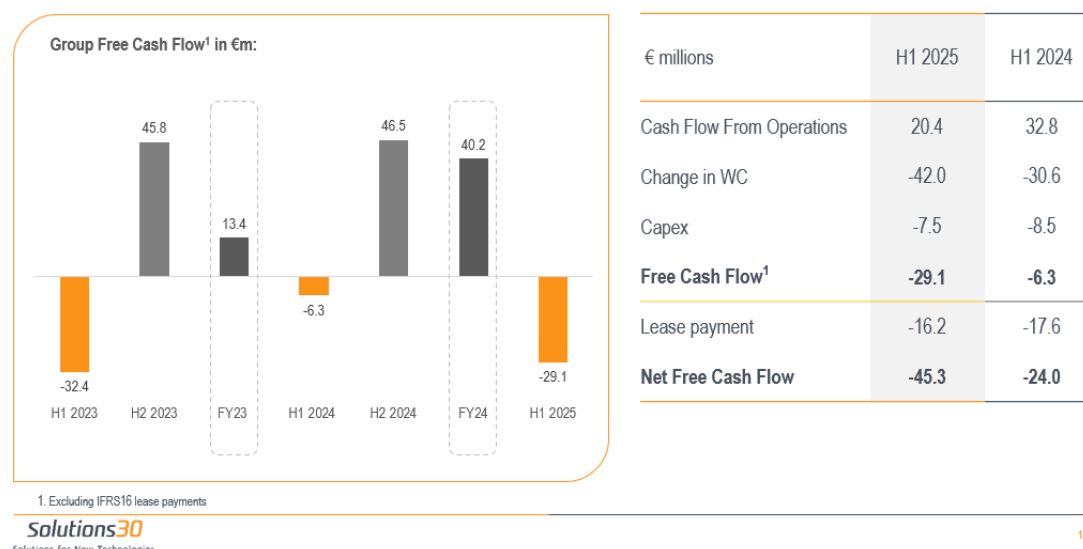 Group Free Cash Flow¹ in €m:
45.8
46.5
40.2
13.4
-6.3
-32.4
-29.1
H1 2023 H2 2023 FY23 H1 2024 H2 2024 FY24 H1 2025
€ millions H1 2025 H1 2024
Cash Flow From Operations 20.4 32.8
Change in WC -42.0 -30.6
Capex -7.5 -8.5
Free Cash Flow¹ -29.1 -6.3
Lease payment -16.2 -17.6
Net Free Cash Flow -45.3 -24.0
1. Excluding IFRS16 lease payments
Solutions30
Solutions for New Technologies
1